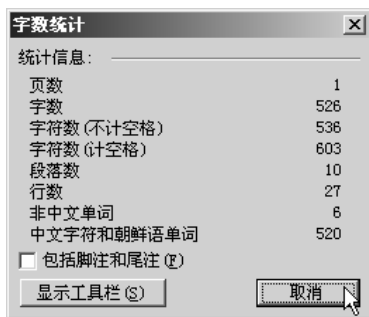 字数统计
统计信息:
页数 1
字数 526
字符数(不计空格) 536
字符数(计空格) 603
段落数 10
行数 27
非中文单词 6
中文字符和朝鲜语单词 520
包括脚注和尾注(F)
显示工具栏(S) 取消